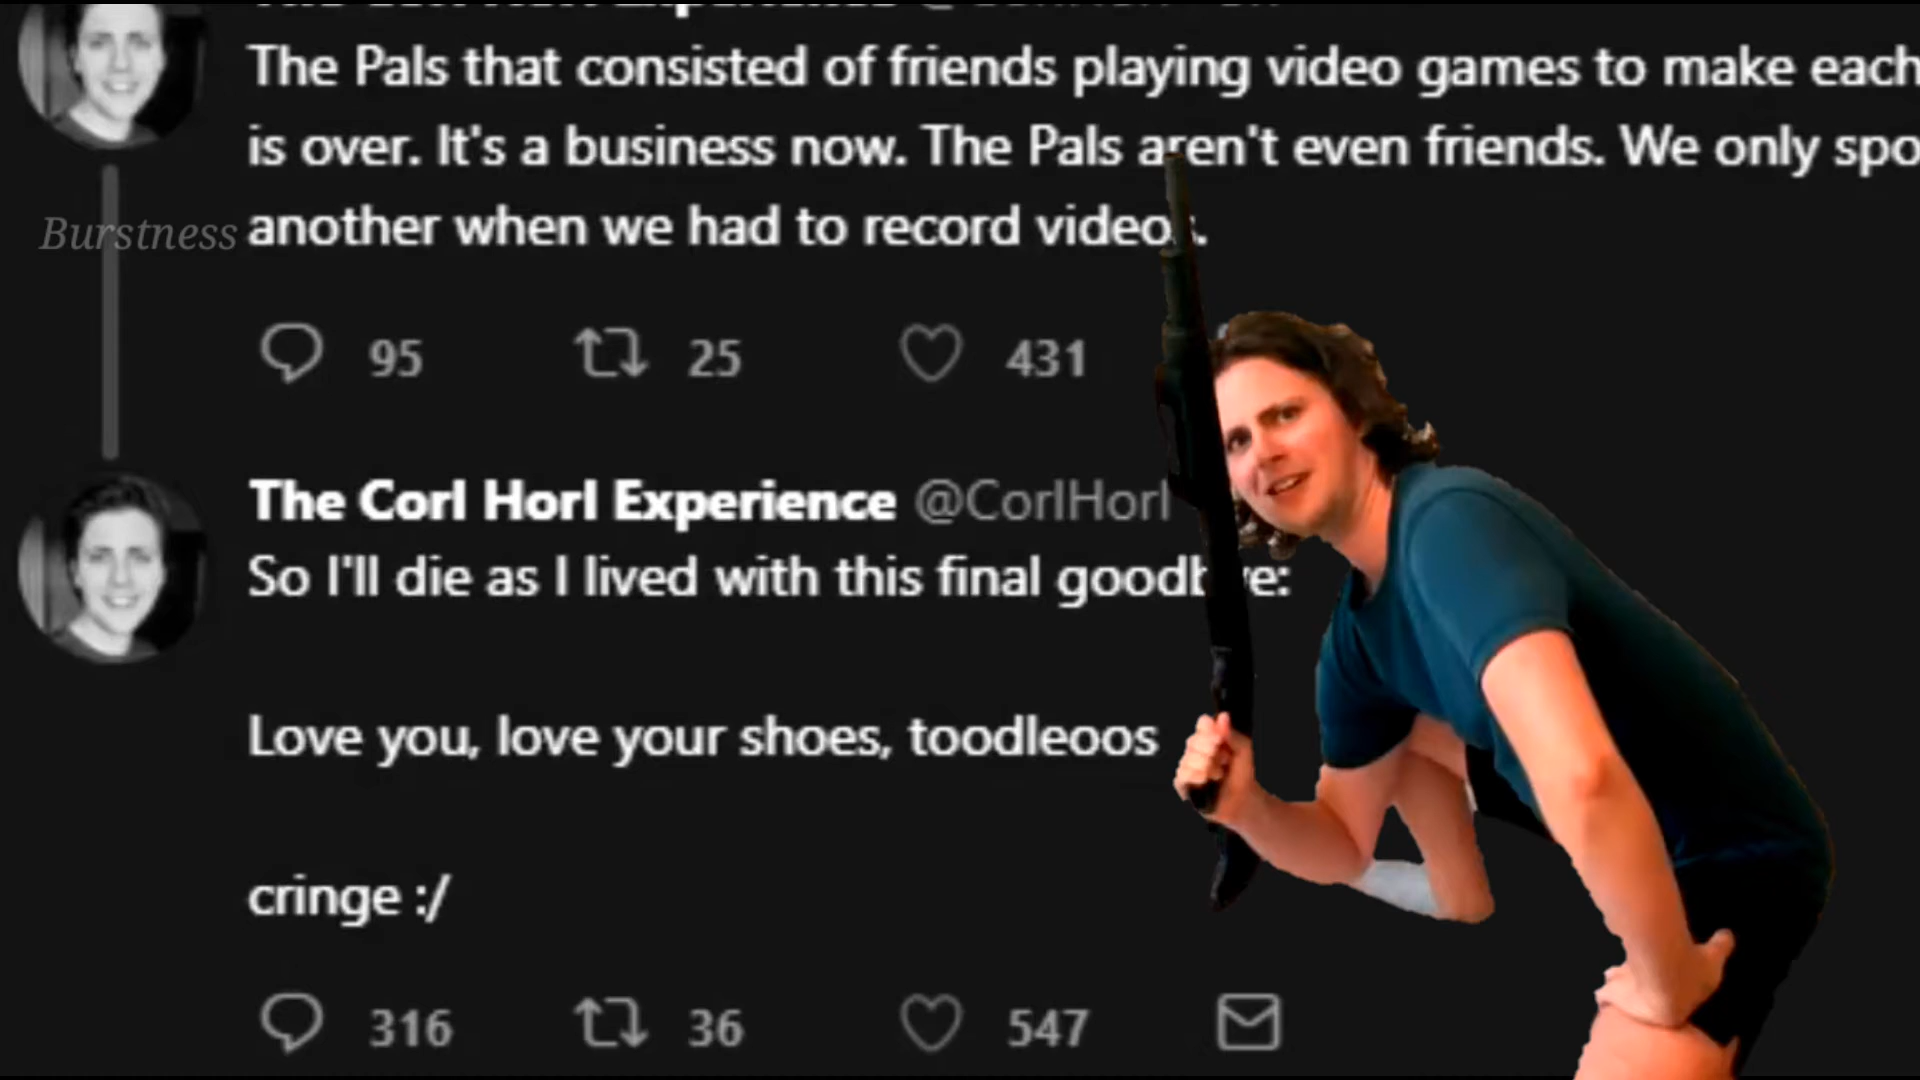 The Pals that consisted of friends playing video games to make each
is over. It's a business now. The Pals aren't even friends. We only spo
another when we had to record videos.
Burstness
95 25 431
The Corl Horl Experience @CorlHorl
So I'll die as I lived with this final goodbye:
Love you, love your shoes, toodleoos
cringe :/
316 36 547